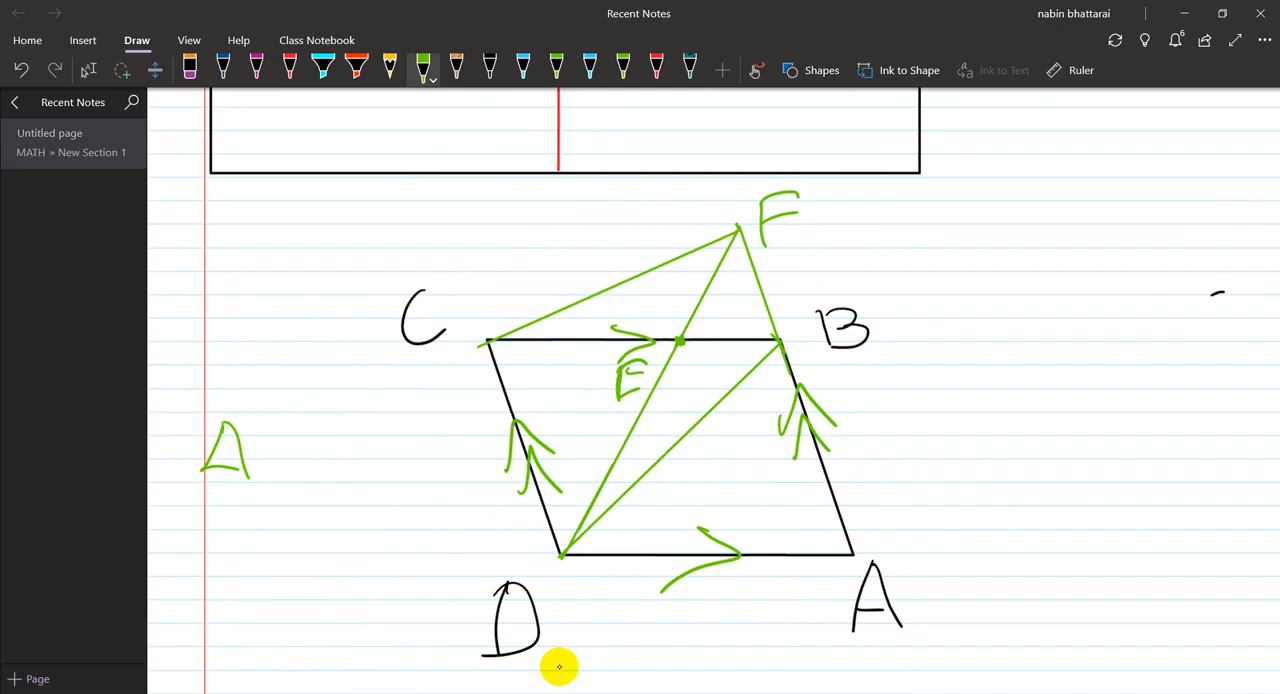 Recent Notes
nabin bhattarai
Home Insert Draw View Help Class Notebook
6
Shapes Ink to Shape Ink to Text Ruler
Recent Notes
Untitled page
MATH » New Section 1
F
C
B
E
D
A
Page